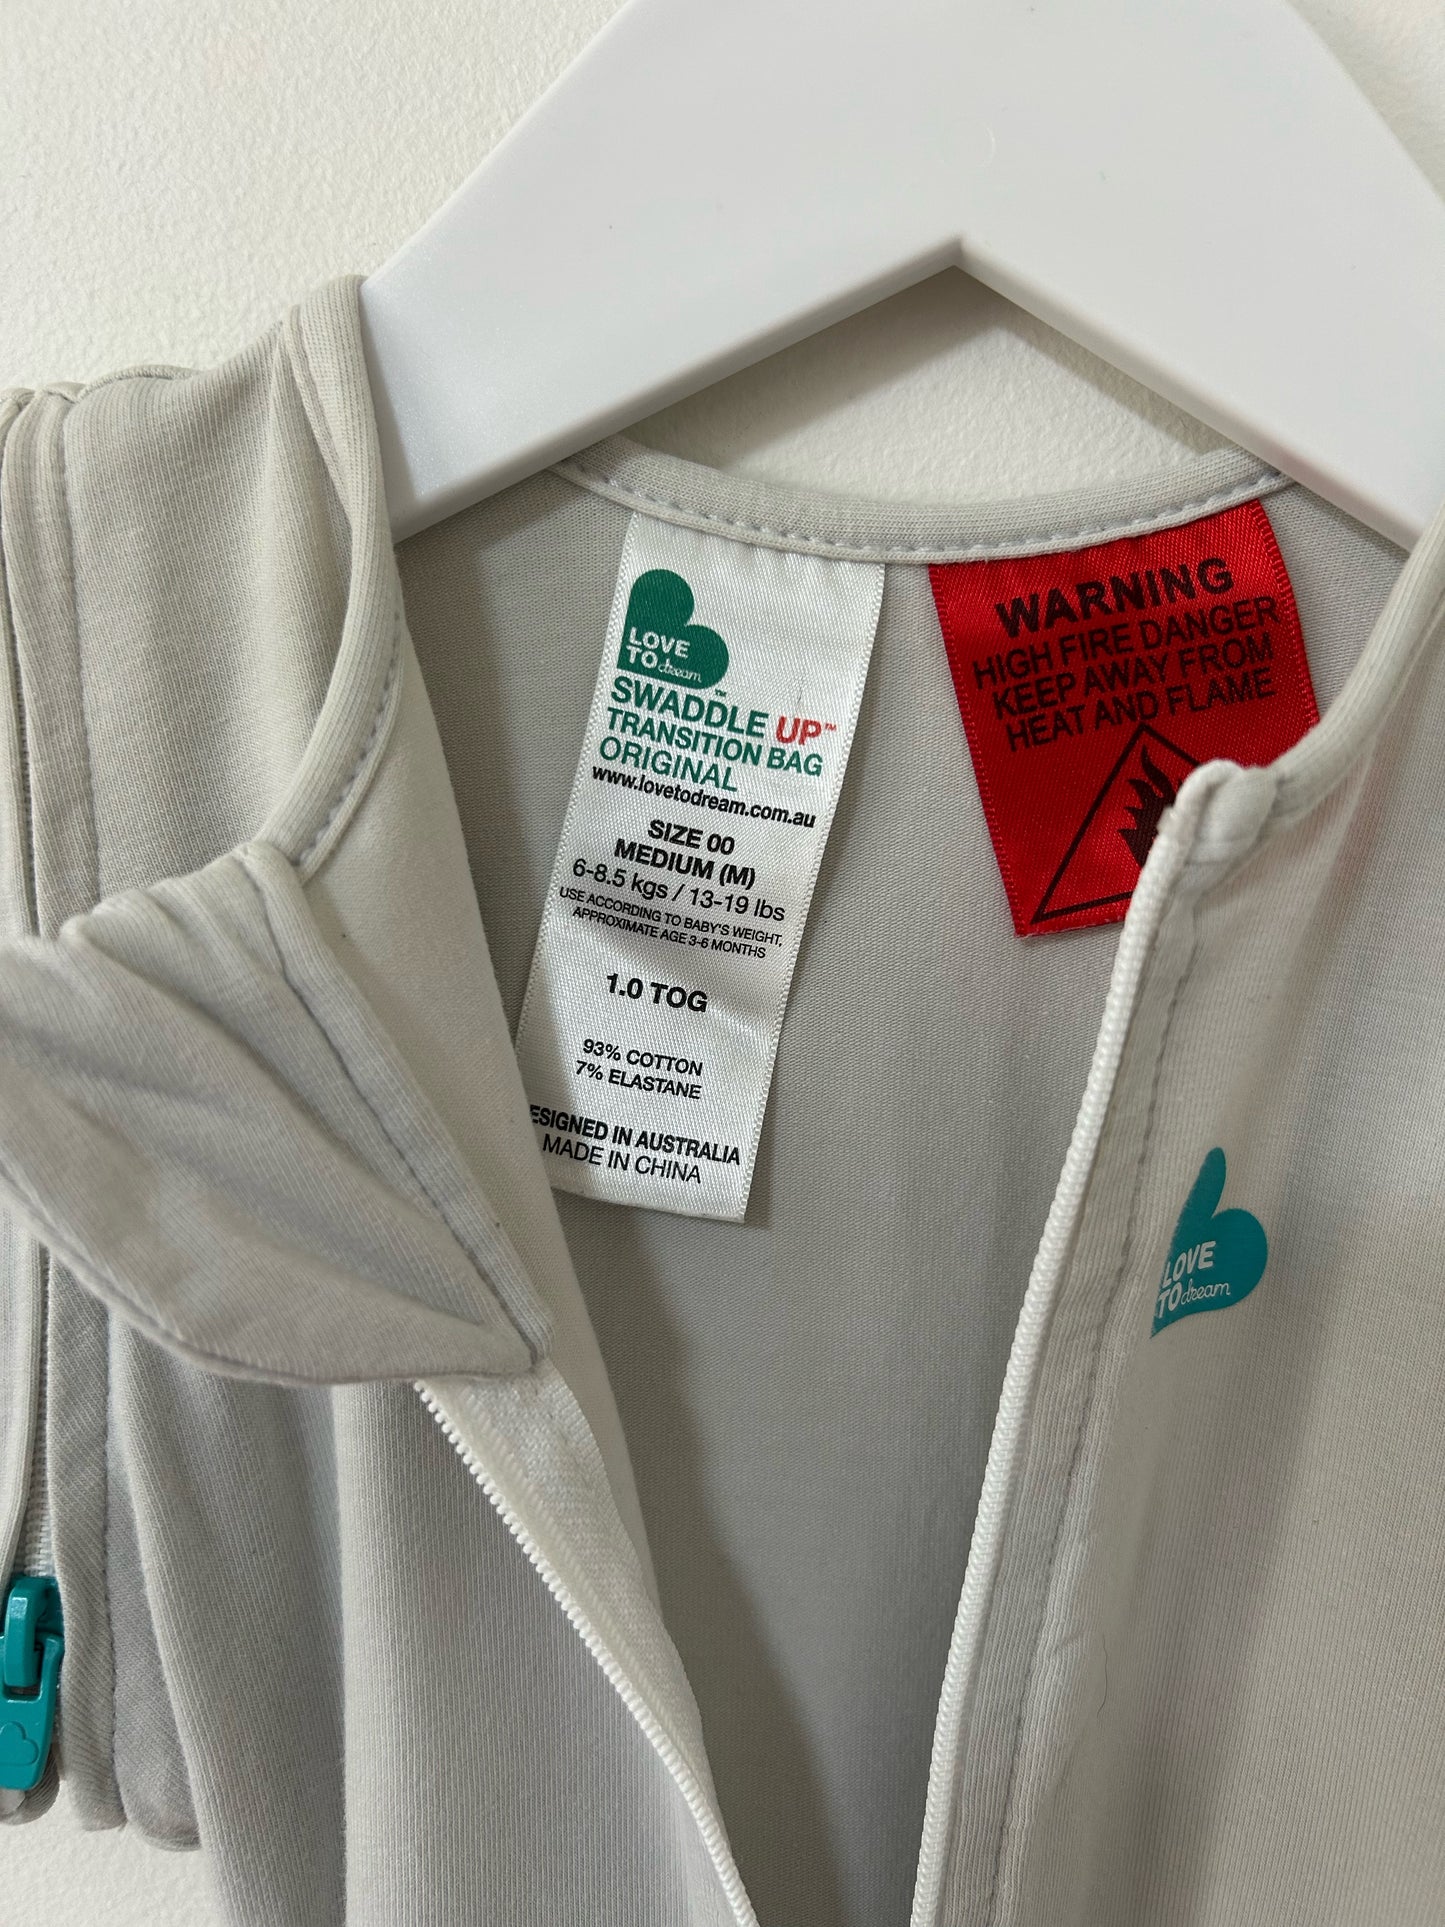 LOVE
TO dream™
SWADDLE UP™
TRANSITION BAG
ORIGINAL
www.lovetodream.com.au
SIZE 00
MEDIUM (M)
6-8.5 kgs / 13-19 lbs
USE ACCORDING TO BABY'S WEIGHT,
APPROXIMATE AGE 3-6 MONTHS
1.0 TOG
93% COTTON
7% ELASTANE
ESIGNED IN AUSTRALIA
MADE IN CHINA
WARNING
HIGH FIRE DANGER
KEEP AWAY FROM
HEAT AND FLAME
LOVE
TO dream